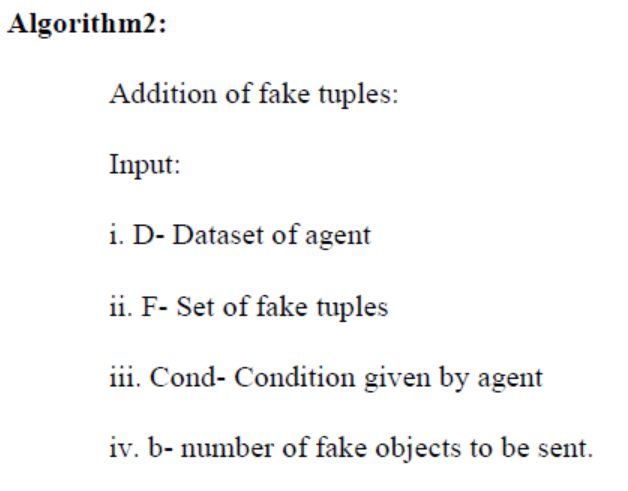 Algorithm2:
Addition of fake tuples:
Input:
i. D- Dataset of agent
ii. F- Set of fake tuples
iii. Cond- Condition given by agent
iv. b- number of fake objects to be sent.